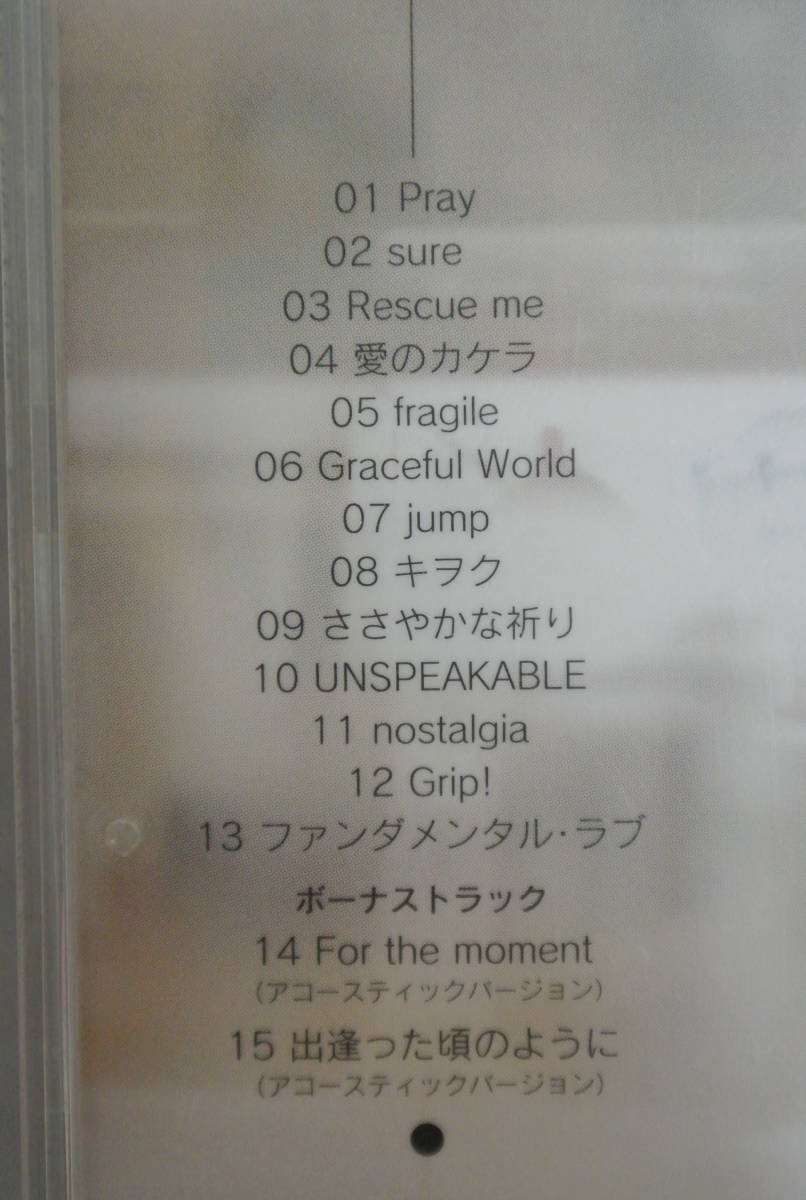 01 Pray
02 sure
03 Rescue me
04 愛のカケラ
05 fragile
06 Graceful World
07 jump
08 キヲク
09 ささやかな祈り
10 UNSPEAKABLE
11 nostalgia
12 Grip!
13 ファンダメンタル・ラブ
ボーナストラック
14 For the moment
(アコースティックバージョン)
15 出逢った頃のように
(アコースティックバージョン)